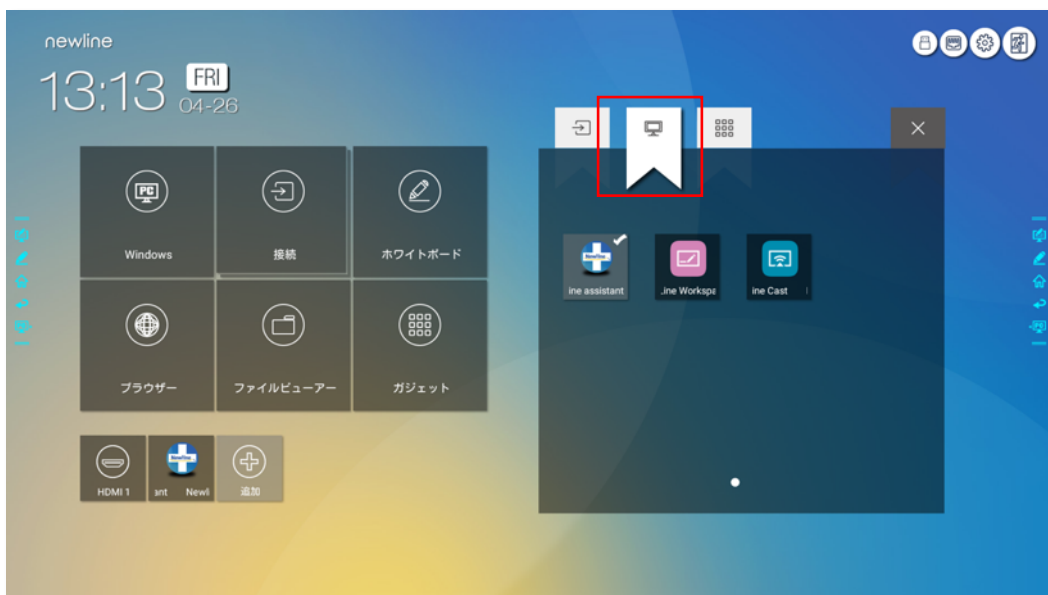 newline
13:13
FRI
04-26
PC
Windows
接続
ホワイトボード
ブラウザー
ファイルビューアー
ガジェット
HDMI 1
Newline
ant Newli
追加
Newline
ine assistant
ine Workspa
ine Cast